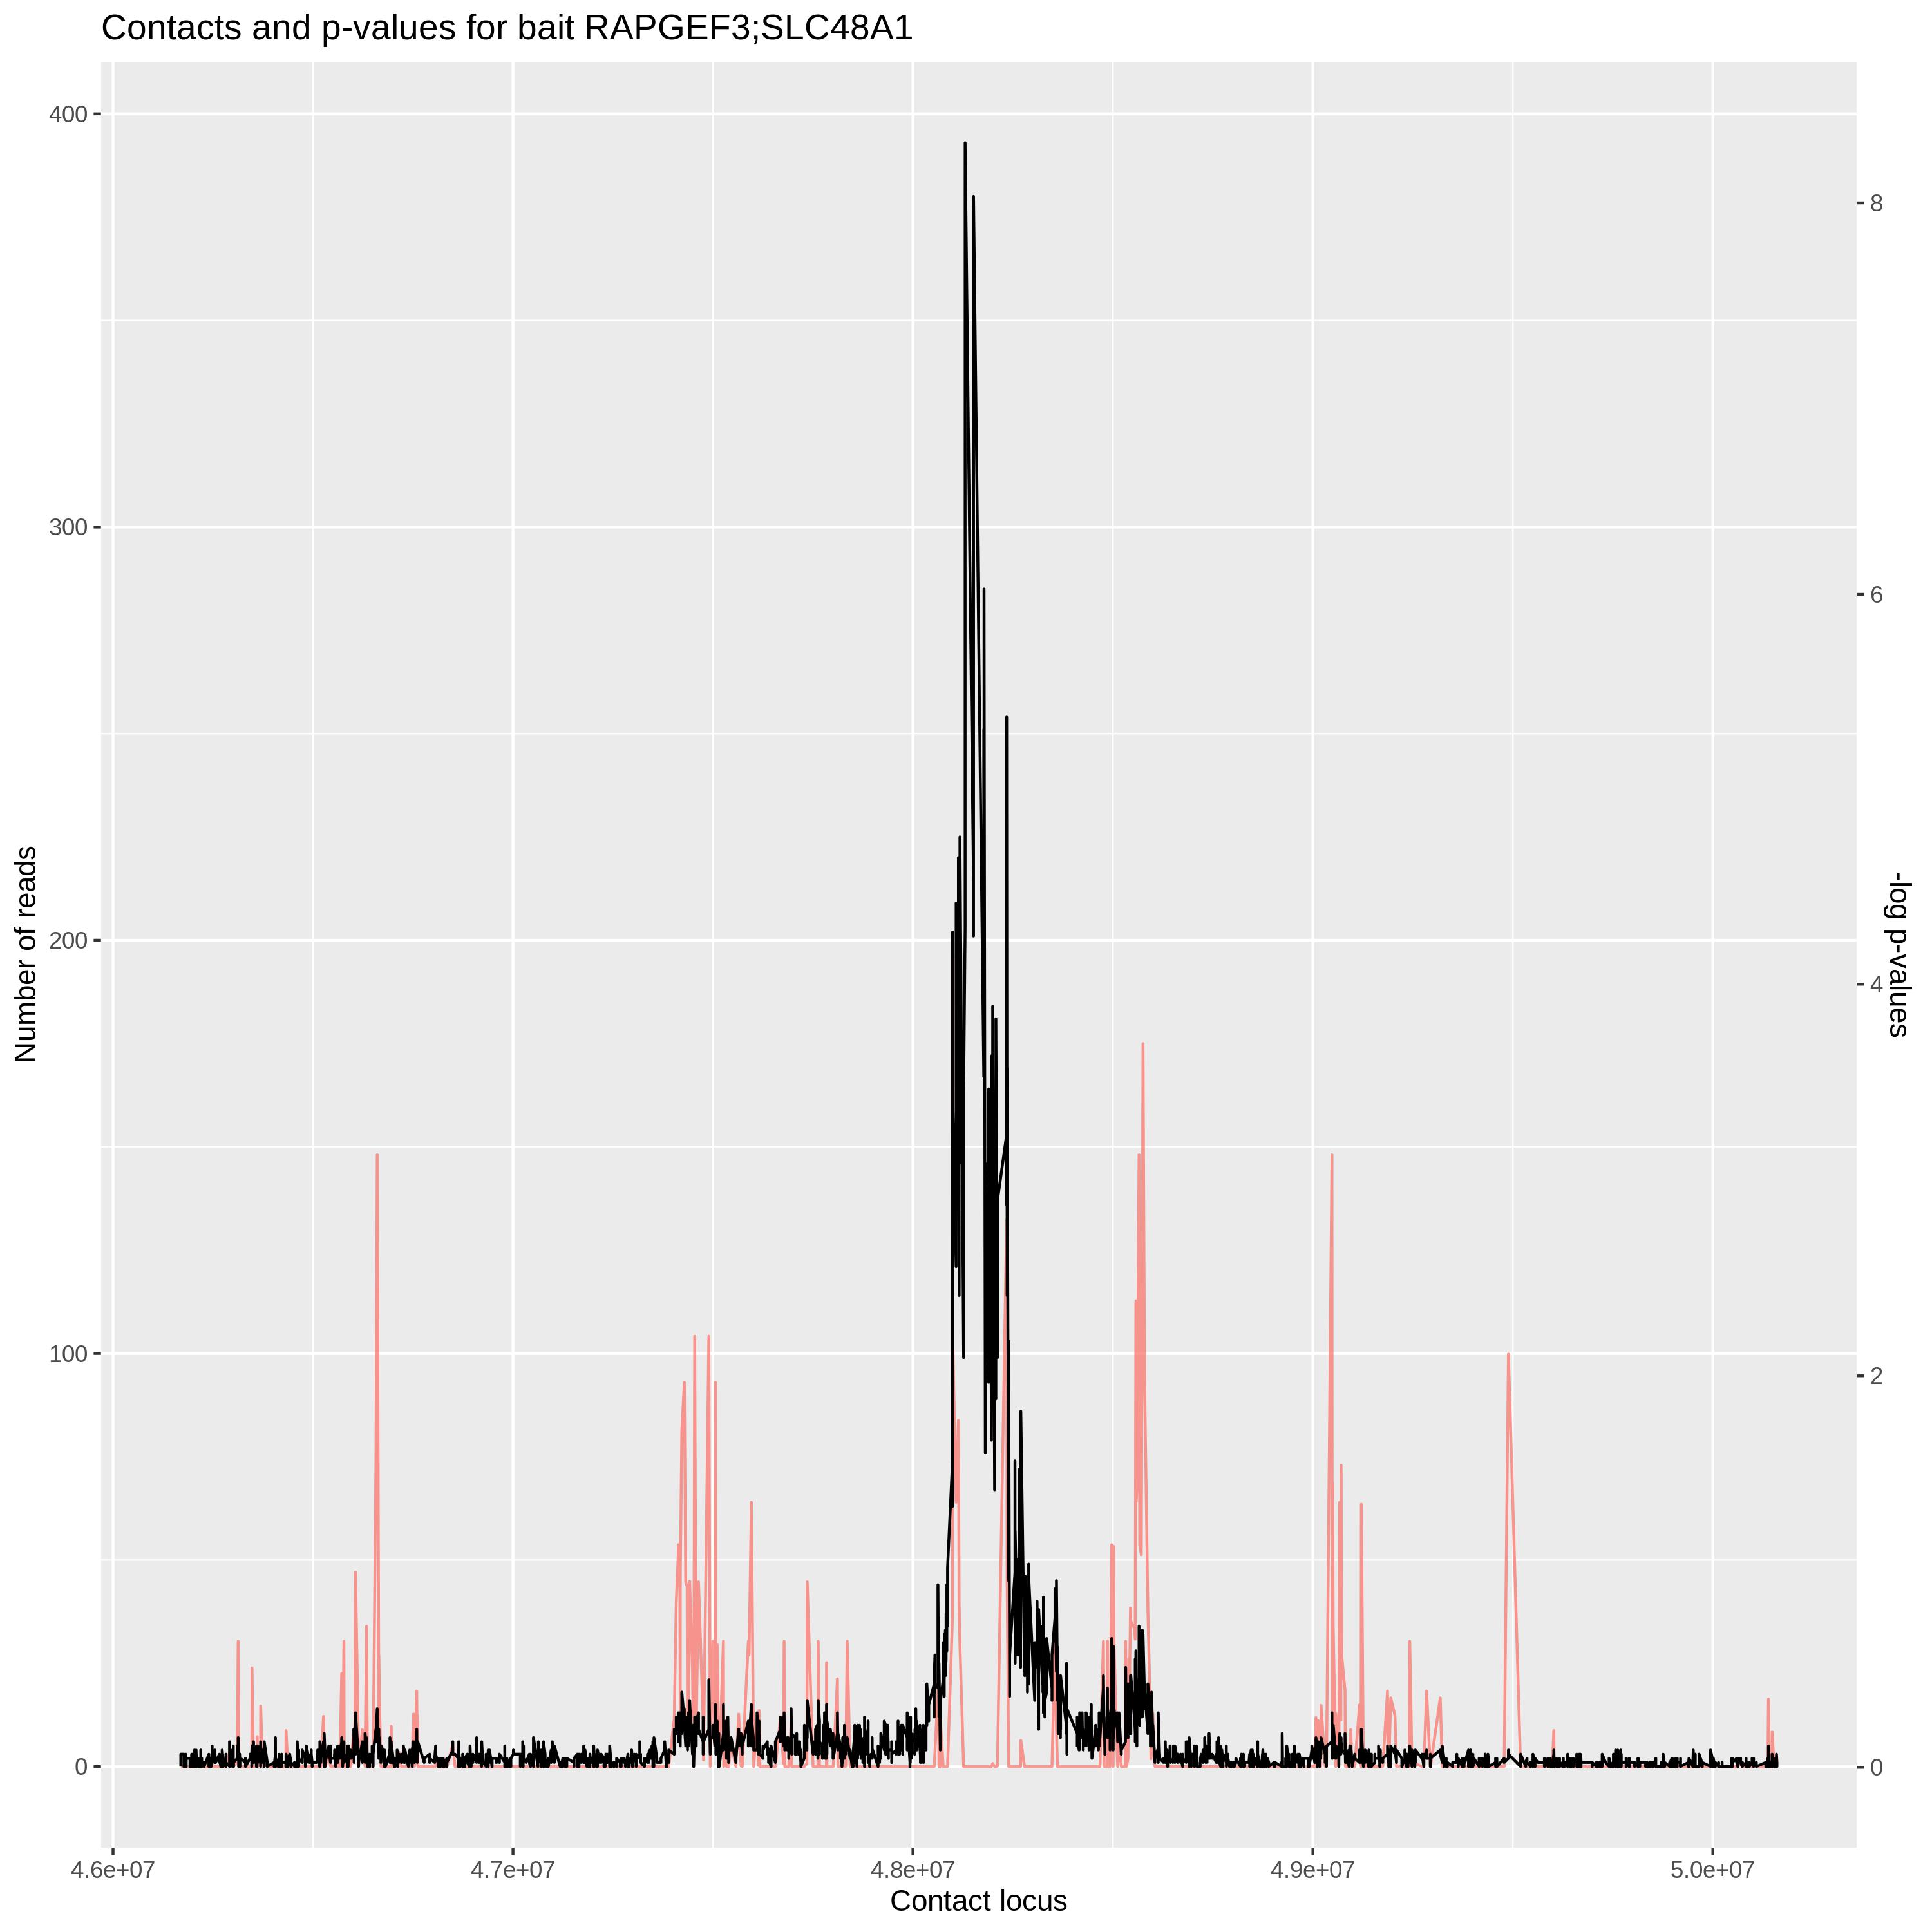 Contacts and p-values for bait RAPGEF3;SLC48A1
400
300
200
100
0
Number of reads
8
6
4
2
0
-log p-values
4.6e+07
4.7e+07
4.8e+07
4.9e+07
5.0e+07
Contact locus